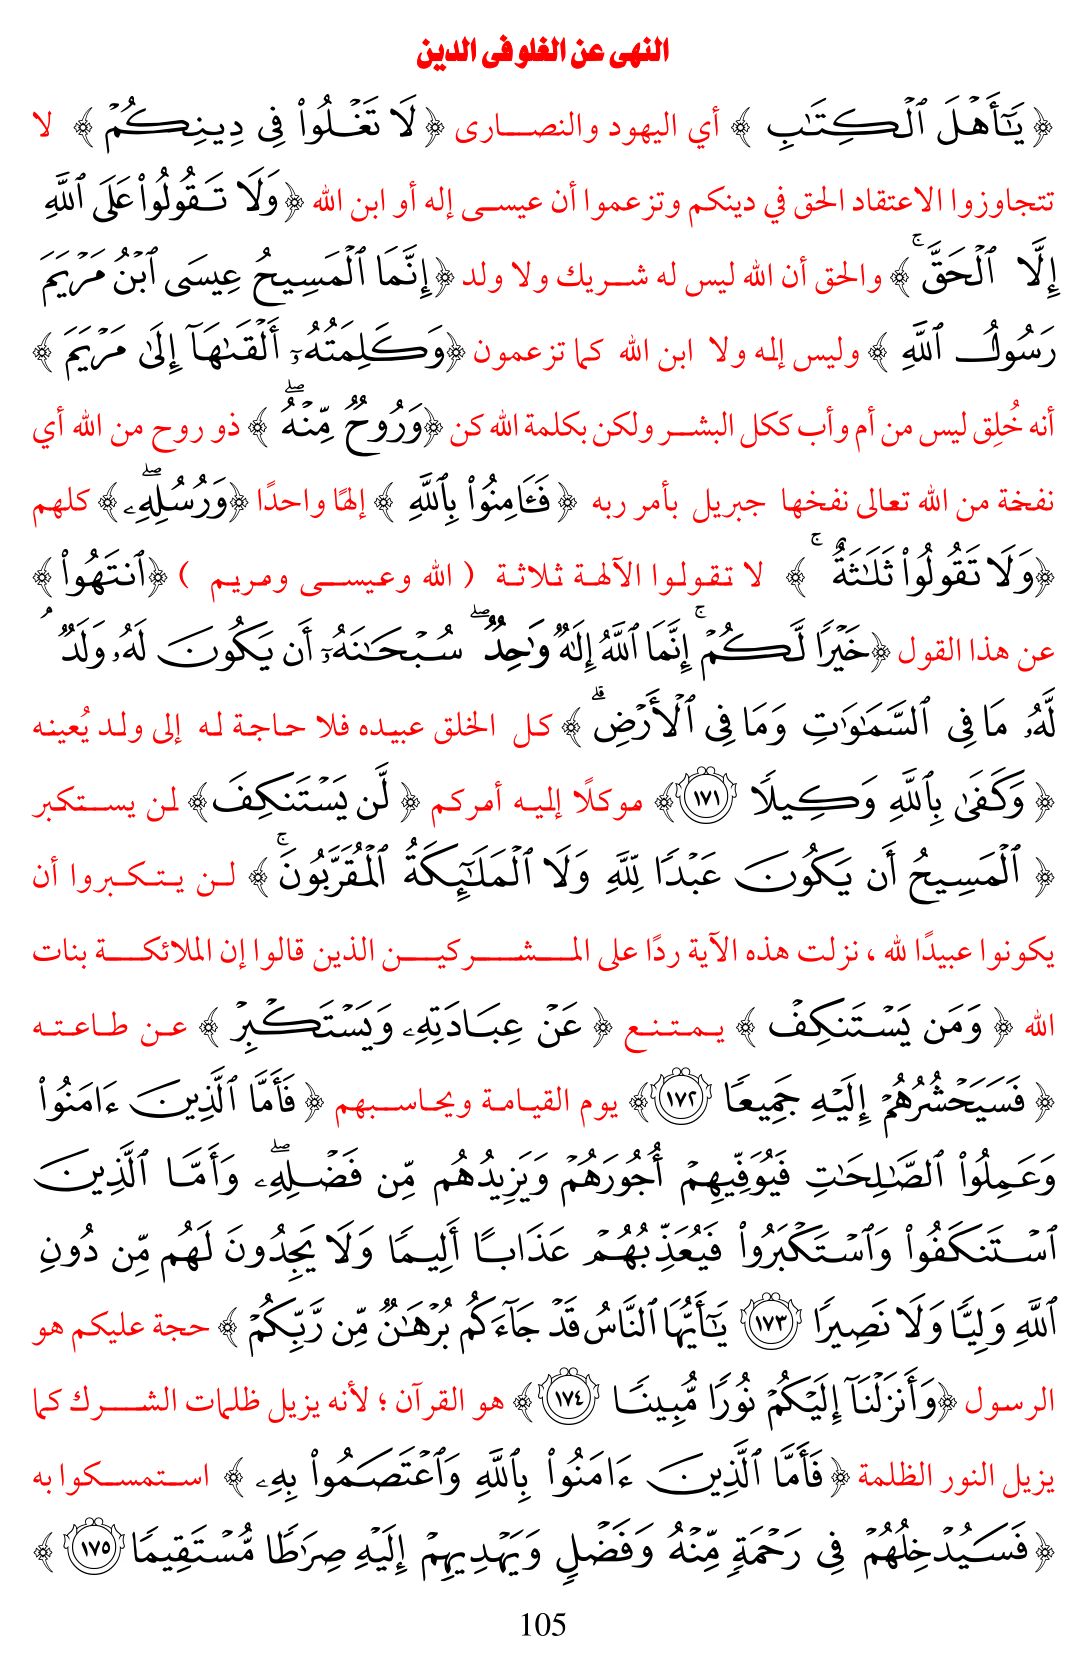 النهى عن الغلو فى الدين
﴿ يَـٰٓأَهْلَ ٱلْكِتَـٰبِ ﴾ أي اليهود والنصارى ﴿ لَا تَغْلُوا۟ فِى دِينِكُمْ ﴾ لا
تتجاوزوا الاعتقاد الحق في دينكم وتزعموا أن عيسى إله أو ابن الله ﴿ وَلَا تَقُولُوا۟ عَلَى ٱللَّهِ
إِلَّا ٱلْحَقَّ ۚ ﴾ والحق أن الله ليس له شريك ولا ولد ﴿ إِنَّمَا ٱلْمَسِيحُ عِيسَى ٱبْنُ مَرْيَمَ
رَسُولُ ٱللَّهِ ﴾ وليس إله ولا ابن الله كما تزعمون ﴿ وَكَلِمَتُهُۥٓ أَلْقَىٰهَآ إِلَىٰ مَرْيَمَ ﴾
أنه خُلِق ليس من أم وأب ككل البشر ولكن بكلمة الله كن ﴿ وَرُوحٌ مِّنْهُ ۖ ﴾ ذو روح من الله أي
نفخة من الله تعالى نفخها جبريل بأمر ربه ﴿ فَـَٔامِنُوا۟ بِٱللَّهِ ﴾ إلهًا واحدًا ﴿ وَرُسُلِهِۦ ۖ ﴾ كلهم
﴿ وَلَا تَقُولُوا۟ ثَلَـٰثَةٌ ۚ ﴾ لا تقولوا الآلهة ثلاثة ( الله وعيسى ومريم ) ﴿ ٱنتَهُوا۟ ﴾
عن هذا القول ﴿ خَيْرًا لَّكُمْ ۚ إِنَّمَا ٱللَّهُ إِلَـٰهٌ وَٰحِدٌ ۖ سُبْحَـٰنَهُۥٓ أَن يَكُونَ لَهُۥ وَلَدٌ ۘ
لَّهُۥ مَا فِى ٱلسَّمَـٰوَٰتِ وَمَا فِى ٱلْأَرْضِ ۗ ﴾ كل الخلق عبيده فلا حاجة له إلى ولد يُعينه
﴿ وَكَفَىٰ بِٱللَّهِ وَكِيلًا ١٧١ ﴾ موكلًا إليه أمركم ﴿ لَّن يَسْتَنكِفَ ﴾ لمن يستكبر
﴿ ٱلْمَسِيحُ أَن يَكُونَ عَبْدًا لِّلَّهِ وَلَا ٱلْمَلَـٰٓئِكَةُ ٱلْمُقَرَّبُونَ ۚ ﴾ لن يتكبروا أن
يكونوا عبيدًا لله ، نزلت هذه الآية ردًا على المشركين الذين قالوا إن الملائكة بنات
الله ﴿ وَمَن يَسْتَنكِفْ ﴾ يمتنع ﴿ عَنْ عِبَادَتِهِۦ وَيَسْتَكْبِرْ ﴾ عن طاعته
﴿ فَسَيَحْشُرُهُمْ إِلَيْهِ جَمِيعًا ١٧٢ ﴾ يوم القيامة ويحاسبهم ﴿ فَأَمَّا ٱلَّذِينَ ءَامَنُوا۟
وَعَمِلُوا۟ ٱلصَّـٰلِحَـٰتِ فَيُوَفِّيهِمْ أُجُورَهُمْ وَيَزِيدُهُم مِّن فَضْلِهِۦ ۖ وَأَمَّا ٱلَّذِينَ
ٱسْتَنكَفُوا۟ وَٱسْتَكْبَرُوا۟ فَيُعَذِّبُهُمْ عَذَابًا أَلِيمًا وَلَا يَجِدُونَ لَهُم مِّن دُونِ
ٱللَّهِ وَلِيًّا وَلَا نَصِيرًا ١٧٣ يَـٰٓأَيُّهَا ٱلنَّاسُ قَدْ جَآءَكُم بُرْهَـٰنٌ مِّن رَّبِّكُمْ ﴾ حجة عليكم هو
الرسول ﴿ وَأَنزَلْنَآ إِلَيْكُمْ نُورًا مُّبِينًا ١٧٤ ﴾ هو القرآن ؛ لأنه يزيل ظلمات الشرك كما
يزيل النور الظلمة ﴿ فَأَمَّا ٱلَّذِينَ ءَامَنُوا۟ بِٱللَّهِ وَٱعْتَصَمُوا۟ بِهِۦ ﴾ استمسكوا به
﴿ فَسَيُدْخِلُهُمْ فِى رَحْمَةٍ مِّنْهُ وَفَضْلٍ وَيَهْدِيهِمْ إِلَيْهِ صِرَٰطًا مُّسْتَقِيمًا ١٧٥ ﴾
105